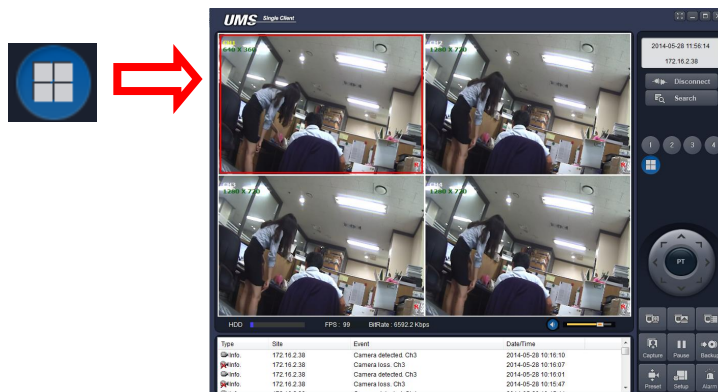 UMS Single Client
2014-05-28 11:56:14
172.16.2.38
Disconnect
Search
1 2 3 4
640 X 360
1280 X 720
1280 X 720
1280 X 720
PT
HDD FPS : 99 BitRate : 6592.2 Kbps
Capture Pause Backup
Preset Setup Alarm
Type Site Event Date/Time
Info. 172.16.2.38 Camera detected. Ch3 2014-05-28 10:16:10
Info. 172.16.2.38 Camera loss. Ch3 2014-05-28 10:16:07
Info. 172.16.2.38 Camera detected. Ch3 2014-05-28 10:16:01
Info. 172.16.2.38 Camera loss. Ch3 2014-05-28 10:15:47